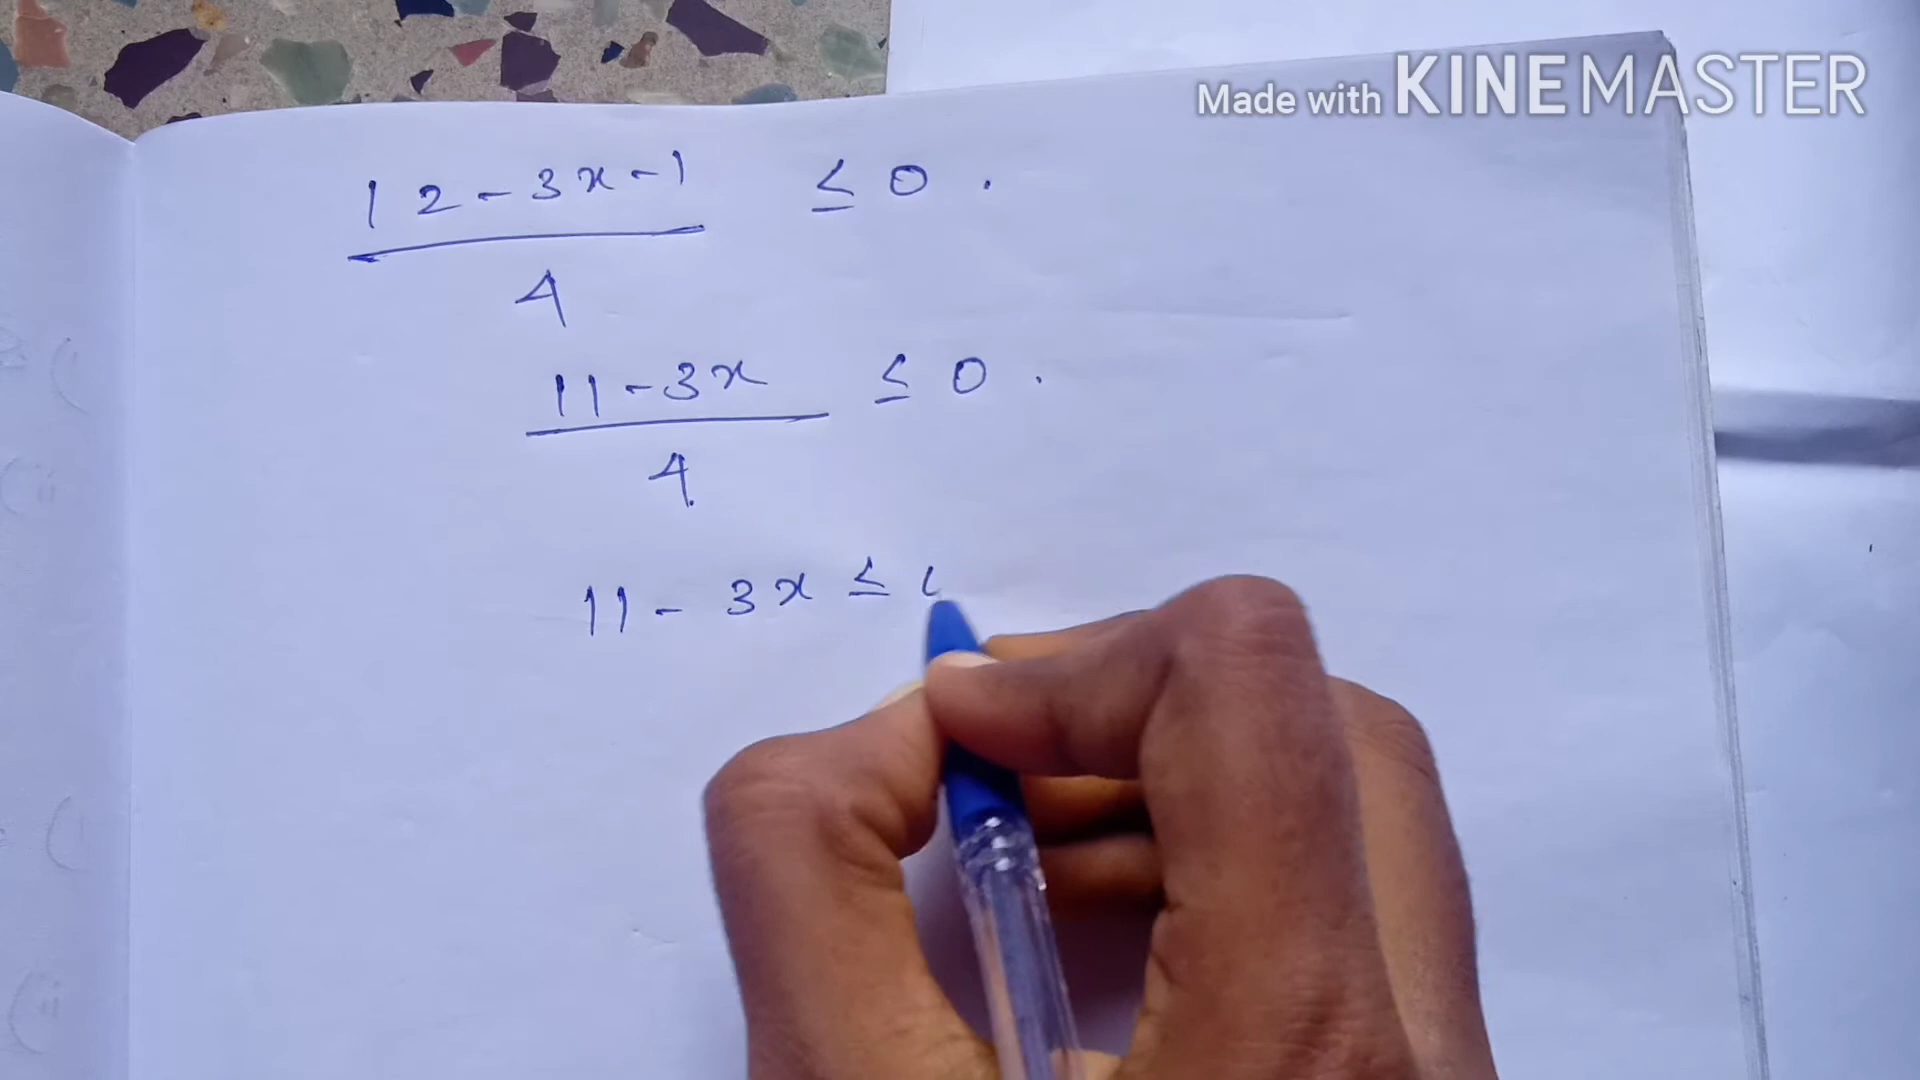 Made with KINEMASTER
12-3x-1 ≤ 0.
4
11-3x ≤ 0.
4
11-3x ≤